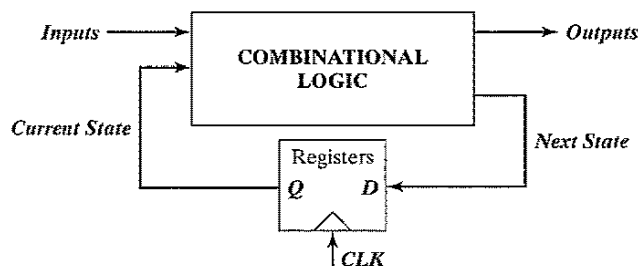 Inputs
COMBINATIONAL
LOGIC
Outputs
Current State
Next State
Registers
Q D
CLK